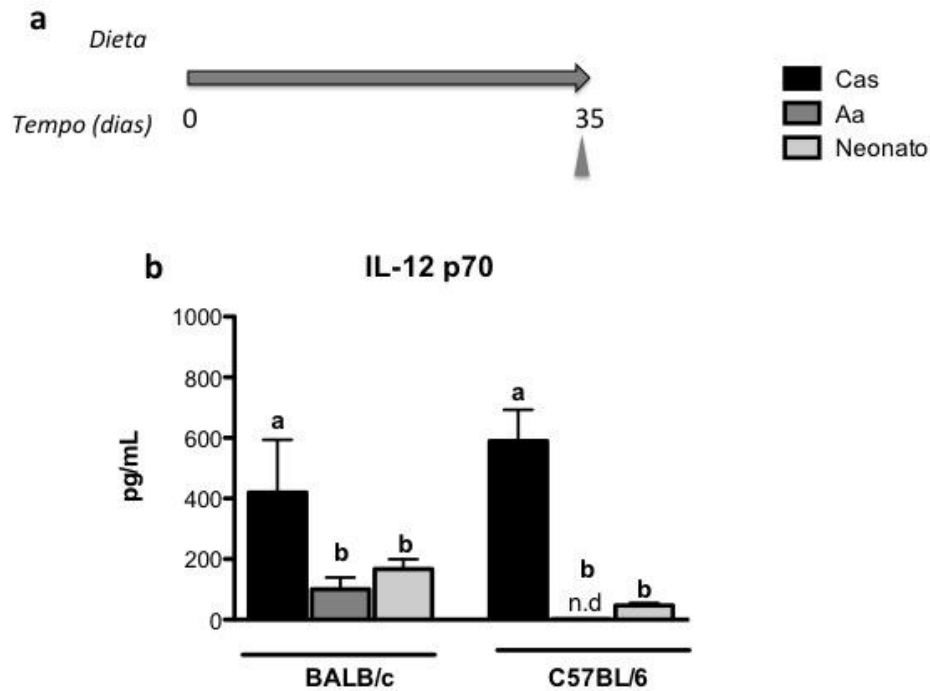 a
Dieta
Tempo (dias) 0 35
Cas
Aa
Neonato
b
IL-12 p70
pg/mL
1000
800
600
400
200
0
a
b
b
a
b
n.d
b
BALB/c
C57BL/6